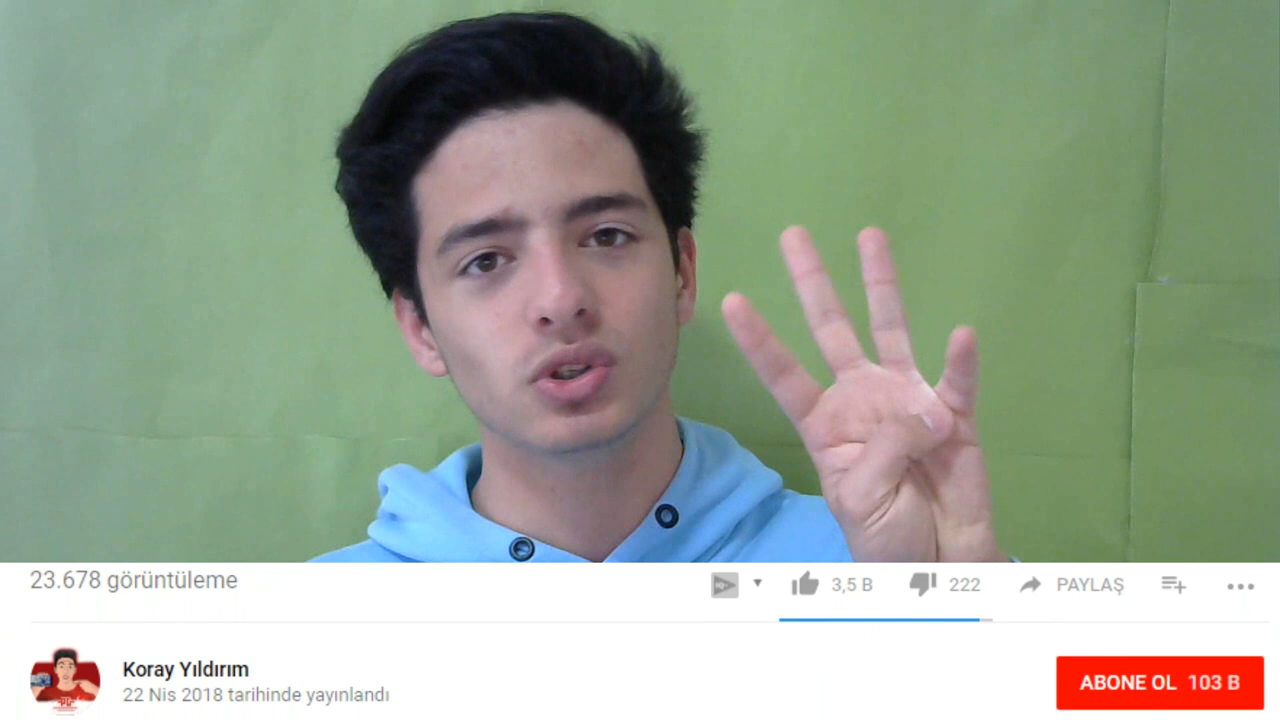 23.678 görüntüleme
3,5 B 222 PAYLAŞ
Koray Yıldırım
22 Nis 2018 tarihinde yayınlandı
ABONE OL 103 B